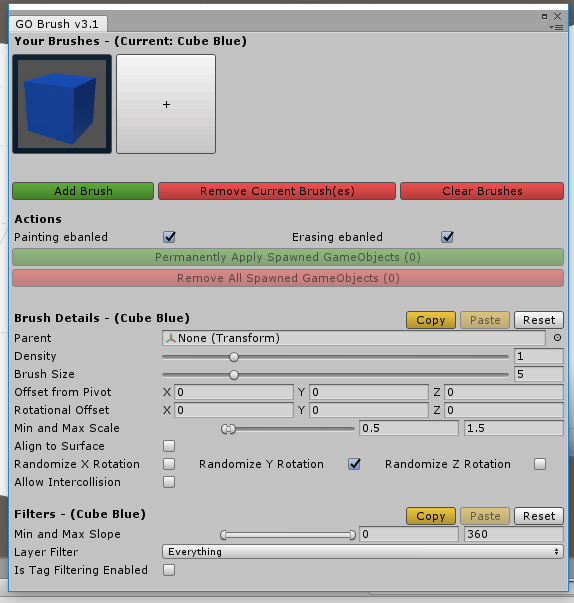 GO Brush v3.1
Your Brushes - (Current: Cube Blue)
+
Add Brush Remove Current Brush(es) Clear Brushes
Actions
Painting ebanled Erasing ebanled
Permanently Apply Spawned GameObjects (0)
Remove All Spawned GameObjects (0)
Brush Details - (Cube Blue) Copy Paste Reset
Parent None (Transform)
Density 1
Brush Size 5
Offset from Pivot X 0 Y 0 Z 0
Rotational Offset X 0 Y 0 Z 0
Min and Max Scale 0.5 1.5
Align to Surface
Randomize X Rotation Randomize Y Rotation Randomize Z Rotation
Allow Intercollision
Filters - (Cube Blue) Copy Paste Reset
Min and Max Slope 0 360
Layer Filter Everything
Is Tag Filtering Enabled